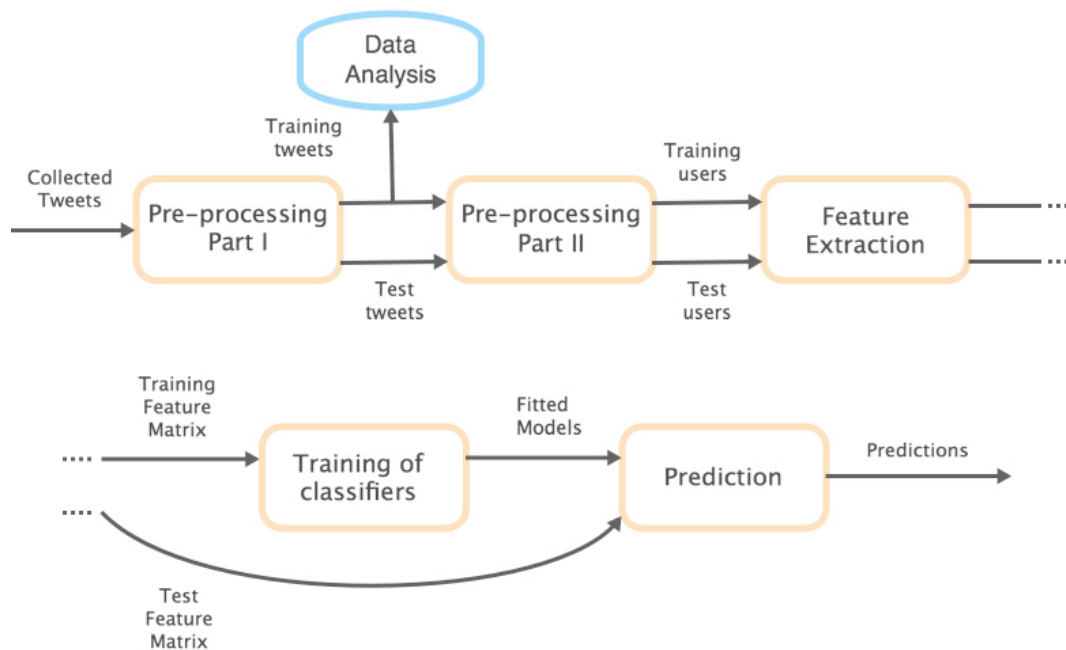 Data
Analysis
Training
tweets
Collected
Tweets
Pre-processing
Part I
Test
tweets
Pre-processing
Part II
Training
users
Test
users
Feature
Extraction
Training
Feature
Matrix
Training of
classifiers
Fitted
Models
Prediction
Predictions
Test
Feature
Matrix